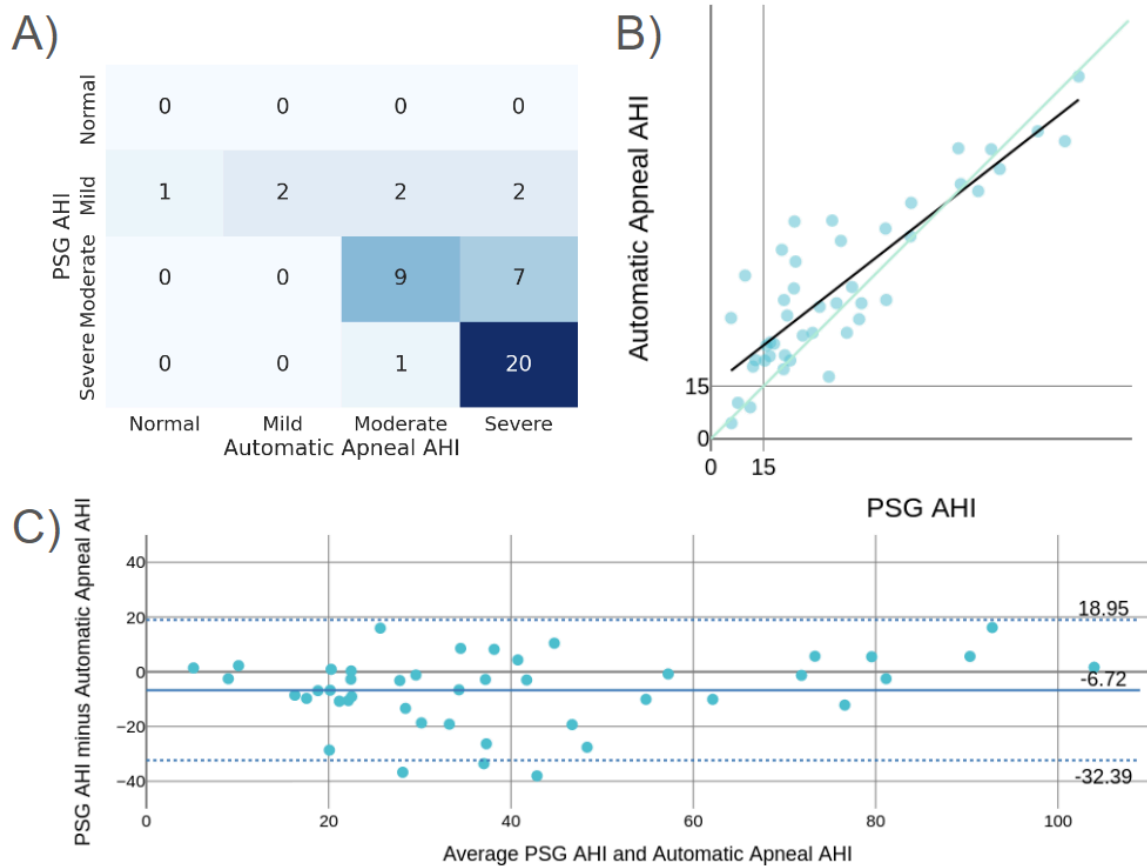 A)
PSG AHI
Normal
Mild
Moderate
Severe
0 0 0 0
1 2 2 2
0 0 9 7
0 0 1 20
Normal Mild Moderate Severe
Automatic Apneal AHI
B)
Automatic Apneal AHI
15
0
0 15
PSG AHI
C)
PSG AHI minus Automatic Apneal AHI
40
20
0
−20
−40
18.95
-6.72
-32.39
0 20 40 60 80 100
Average PSG AHI and Automatic Apneal AHI